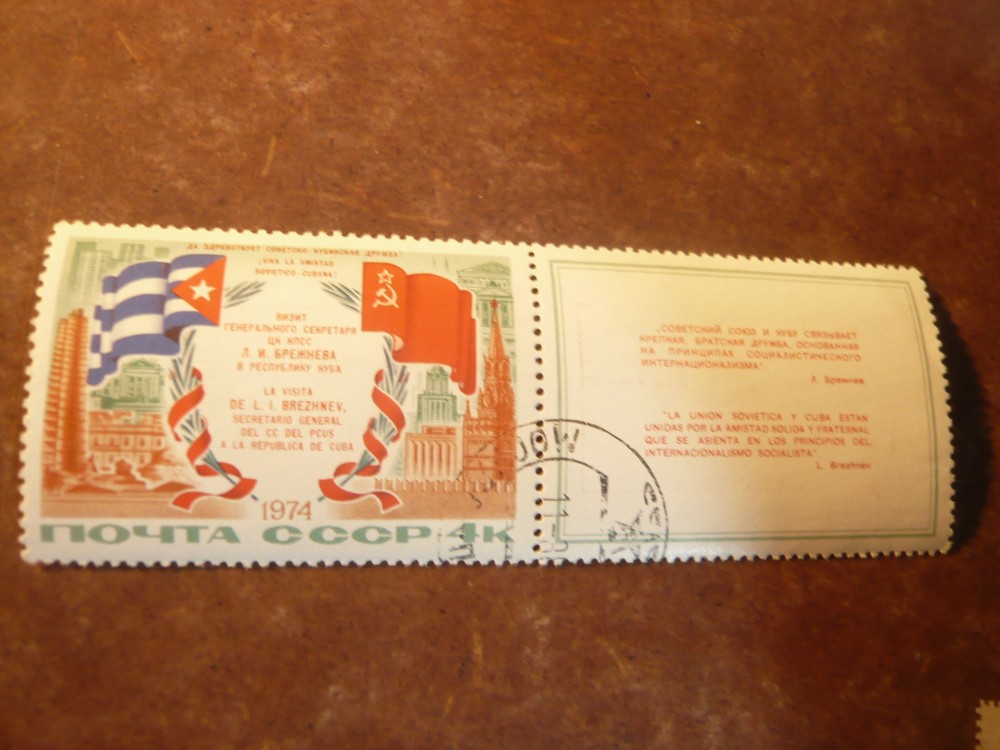 ДА ЗДРАВСТВУЕТ СОВЕТСКО-КУБИНСКАЯ ДРУЖБА!
¡VIVA LA AMISTAD
SOVIETICO-CUBANA!
ВИЗИТ
ГЕНЕРАЛЬНОГО СЕКРЕТАРЯ
ЦК КПСС
Л. И. БРЕЖНЕВА
В РЕСПУБЛИКУ КУБА
LA VISITA
DE L. I. BREZHNEV,
SECRETARIO GENERAL
DEL CC DEL PCUS
A LA REPUBLICA DE CUBA
1974
ПОЧТА СССР 4К
„СОВЕТСКИЙ СОЮЗ И КУБУ СВЯЗЫВАЕТ
КРЕПКАЯ, БРАТСКАЯ ДРУЖБА, ОСНОВАННАЯ
НА ПРИНЦИПАХ СОЦИАЛИСТИЧЕСКОГО
ИНТЕРНАЦИОНАЛИЗМА"
Л. Брежнев
"LA UNION SOVIETICA Y CUBA ESTAN
UNIDAS POR LA AMISTAD SOLIDA Y FRATERNAL
QUE SE ASIENTA EN LOS PRINCIPIOS DEL
INTERNACIONALISMO SOCIALISTA".
L. Brezhnev